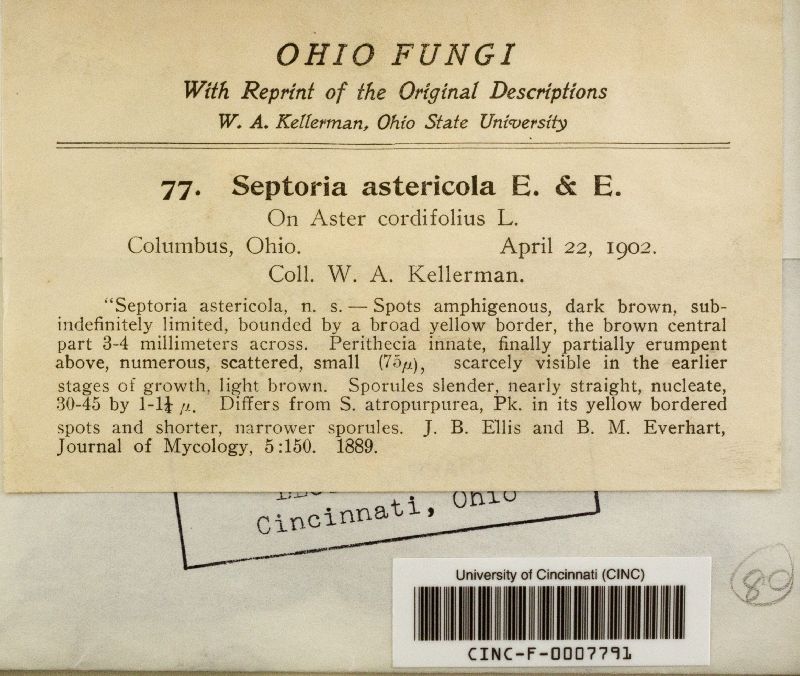 OHIO FUNGI
With Reprint of the Original Descriptions
W. A. Kellerman, Ohio State University
77. Septoria astericola E. & E.
On Aster cordifolius L.
Columbus, Ohio. April 22, 1902.
Coll. W. A. Kellerman.
"Septoria astericola, n. s. — Spots amphigenous, dark brown, sub-
indefinitely limited, bounded by a broad yellow border, the brown central
part 3-4 millimeters across. Perithecia innate, finally partially erumpent
above, numerous, scattered, small (75μ), scarcely visible in the earlier
stages of growth, light brown. Sporules slender, nearly straight, nucleate,
30-45 by 1-1¼ μ. Differs from S. atropurpurea, Pk. in its yellow bordered
spots and shorter, narrower sporules. J. B. Ellis and B. M. Everhart,
Journal of Mycology, 5:150. 1889.
Cincinnati, Ohio
University of Cincinnati (CINC)
CINC-F-0007791
80